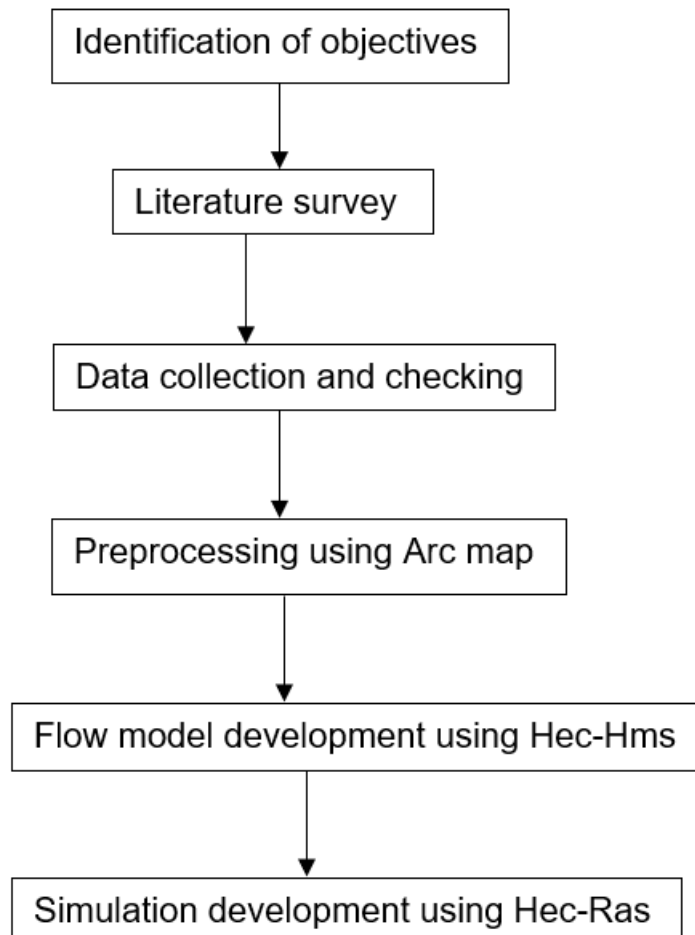 Identification of objectives
Literature survey
Data collection and checking
Preprocessing using Arc map
Flow model development using Hec-Hms
Simulation development using Hec-Ras